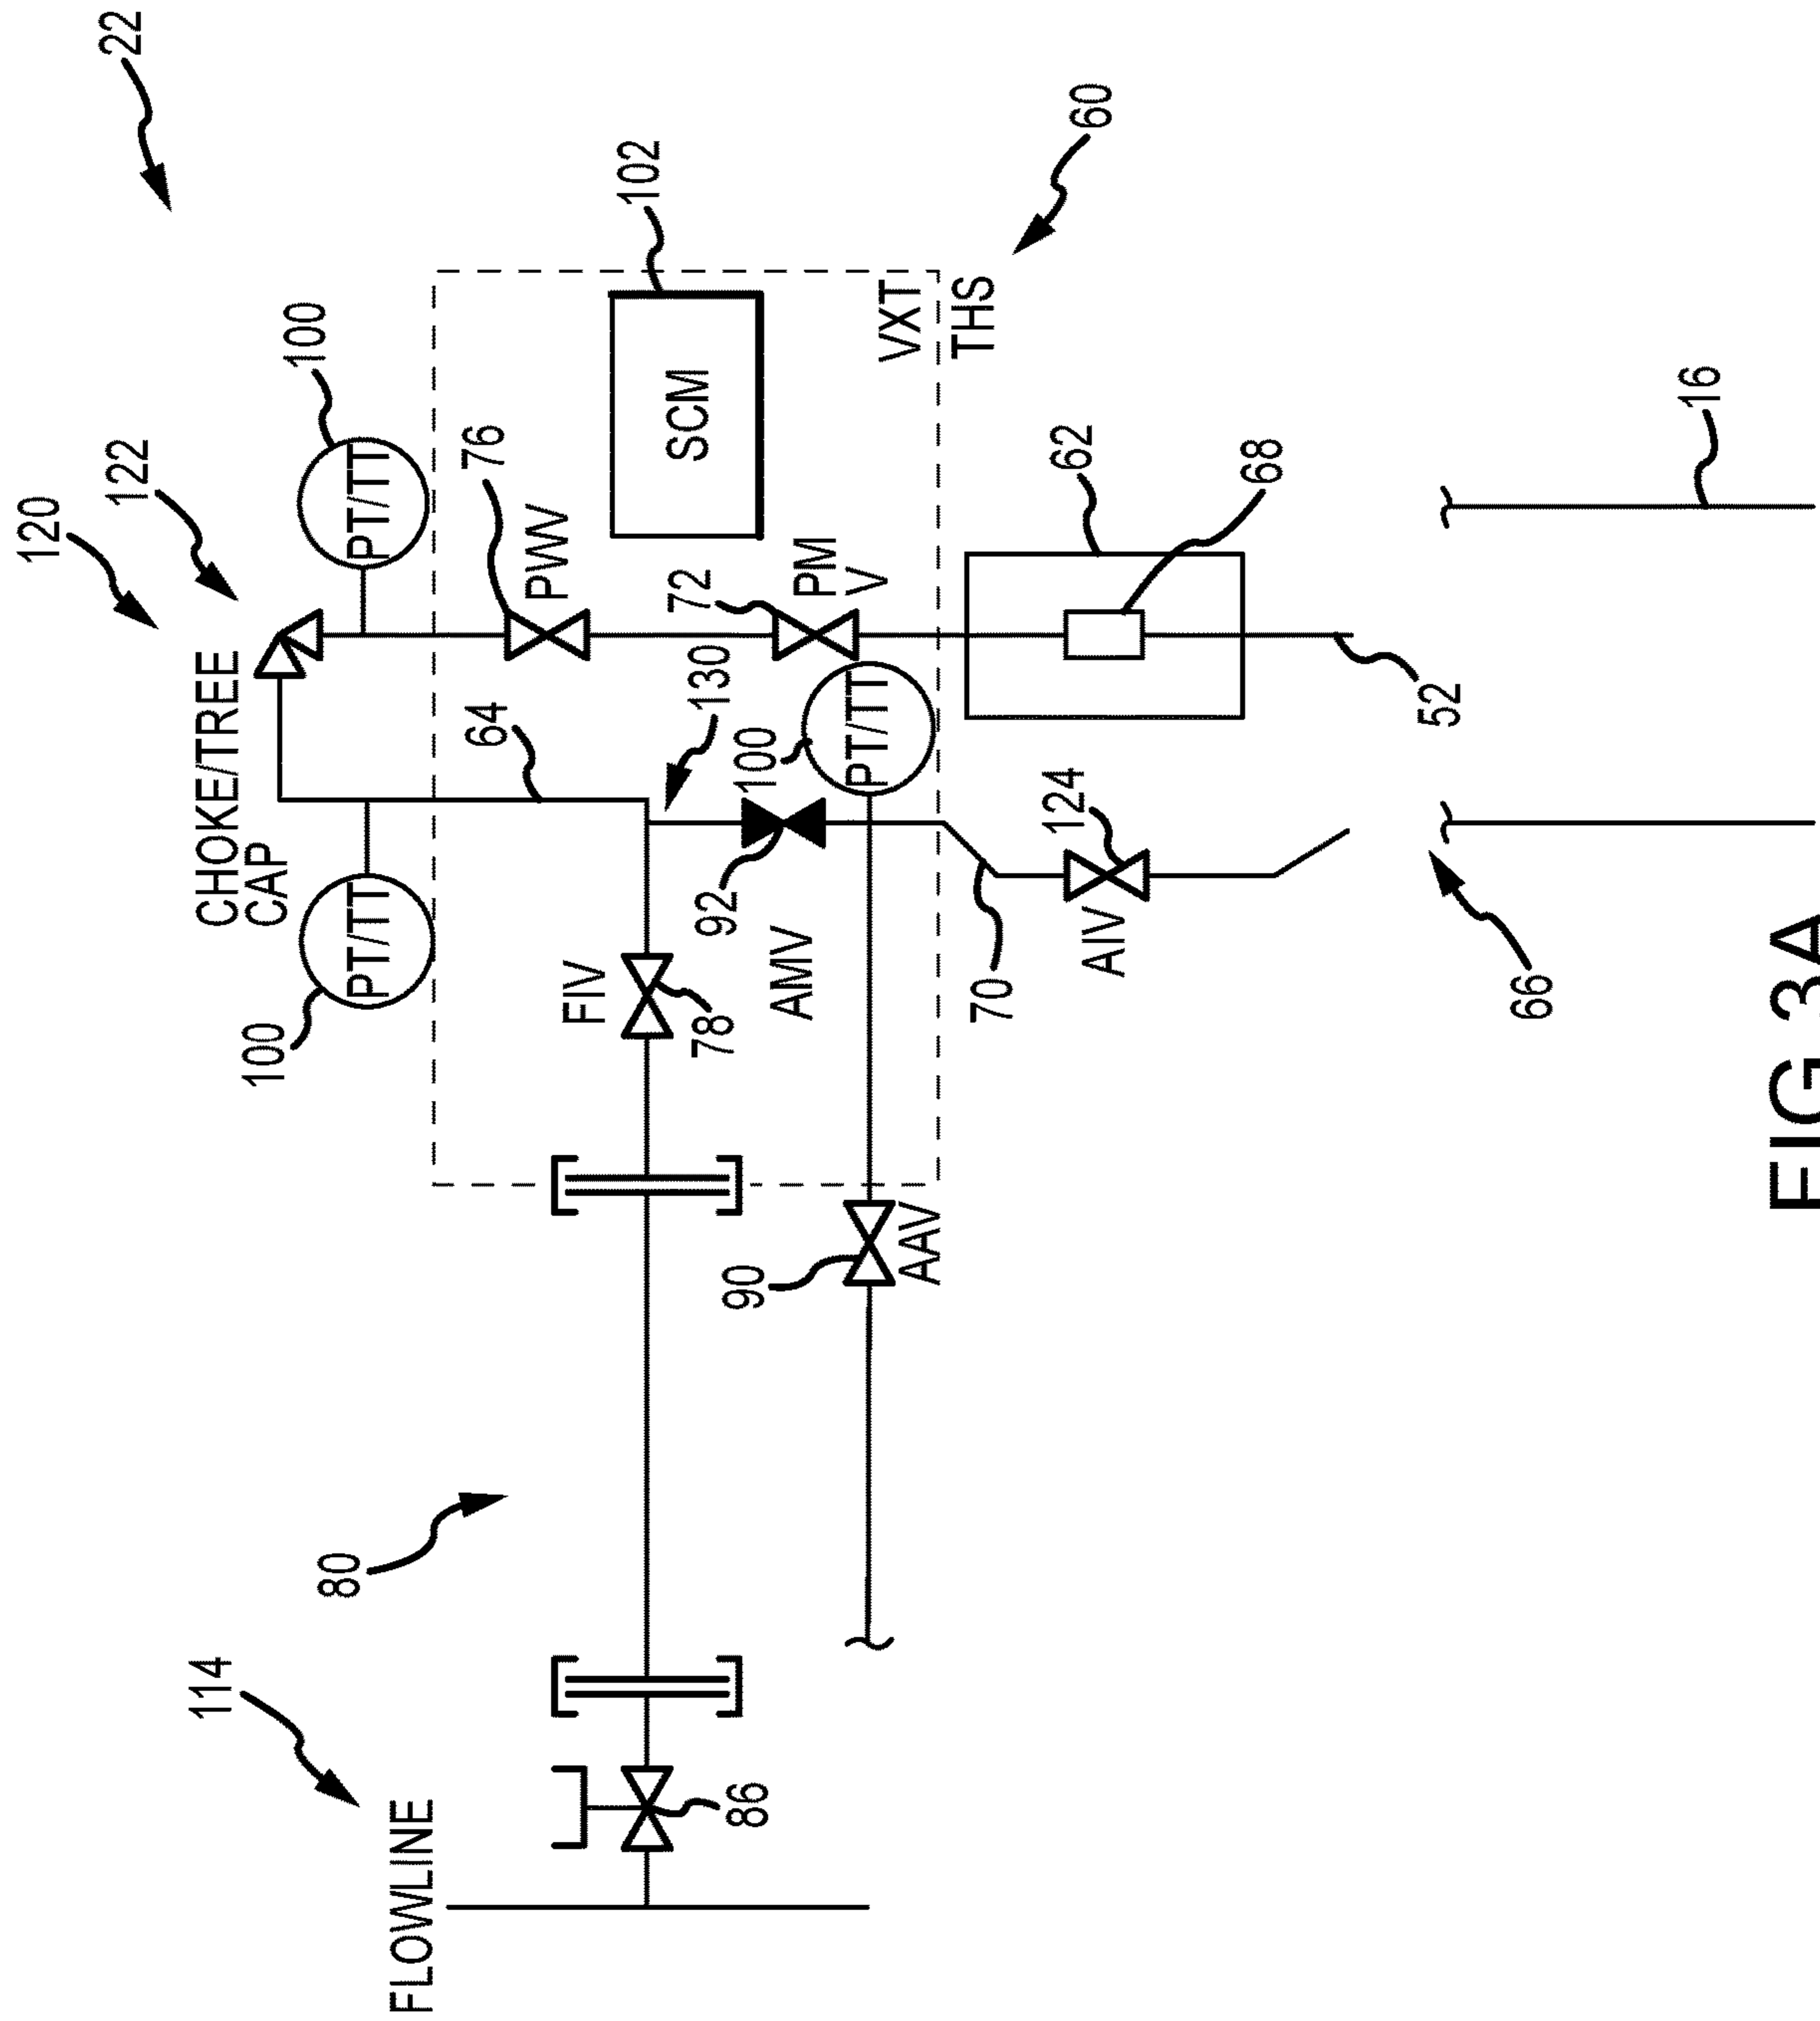 22
120
122
CHOKE/TREE
CAP
100
PT/TT
PT/TT
100
102
SCM
76
PWV
72
PM
V
64
130
100
PT/TT
VXT
THS
60
FIV
78
92
AMV
62
68
52
16
70
124
AIV
66
90
AAV
80
114
FLOWLINE
86
FIG. 3A